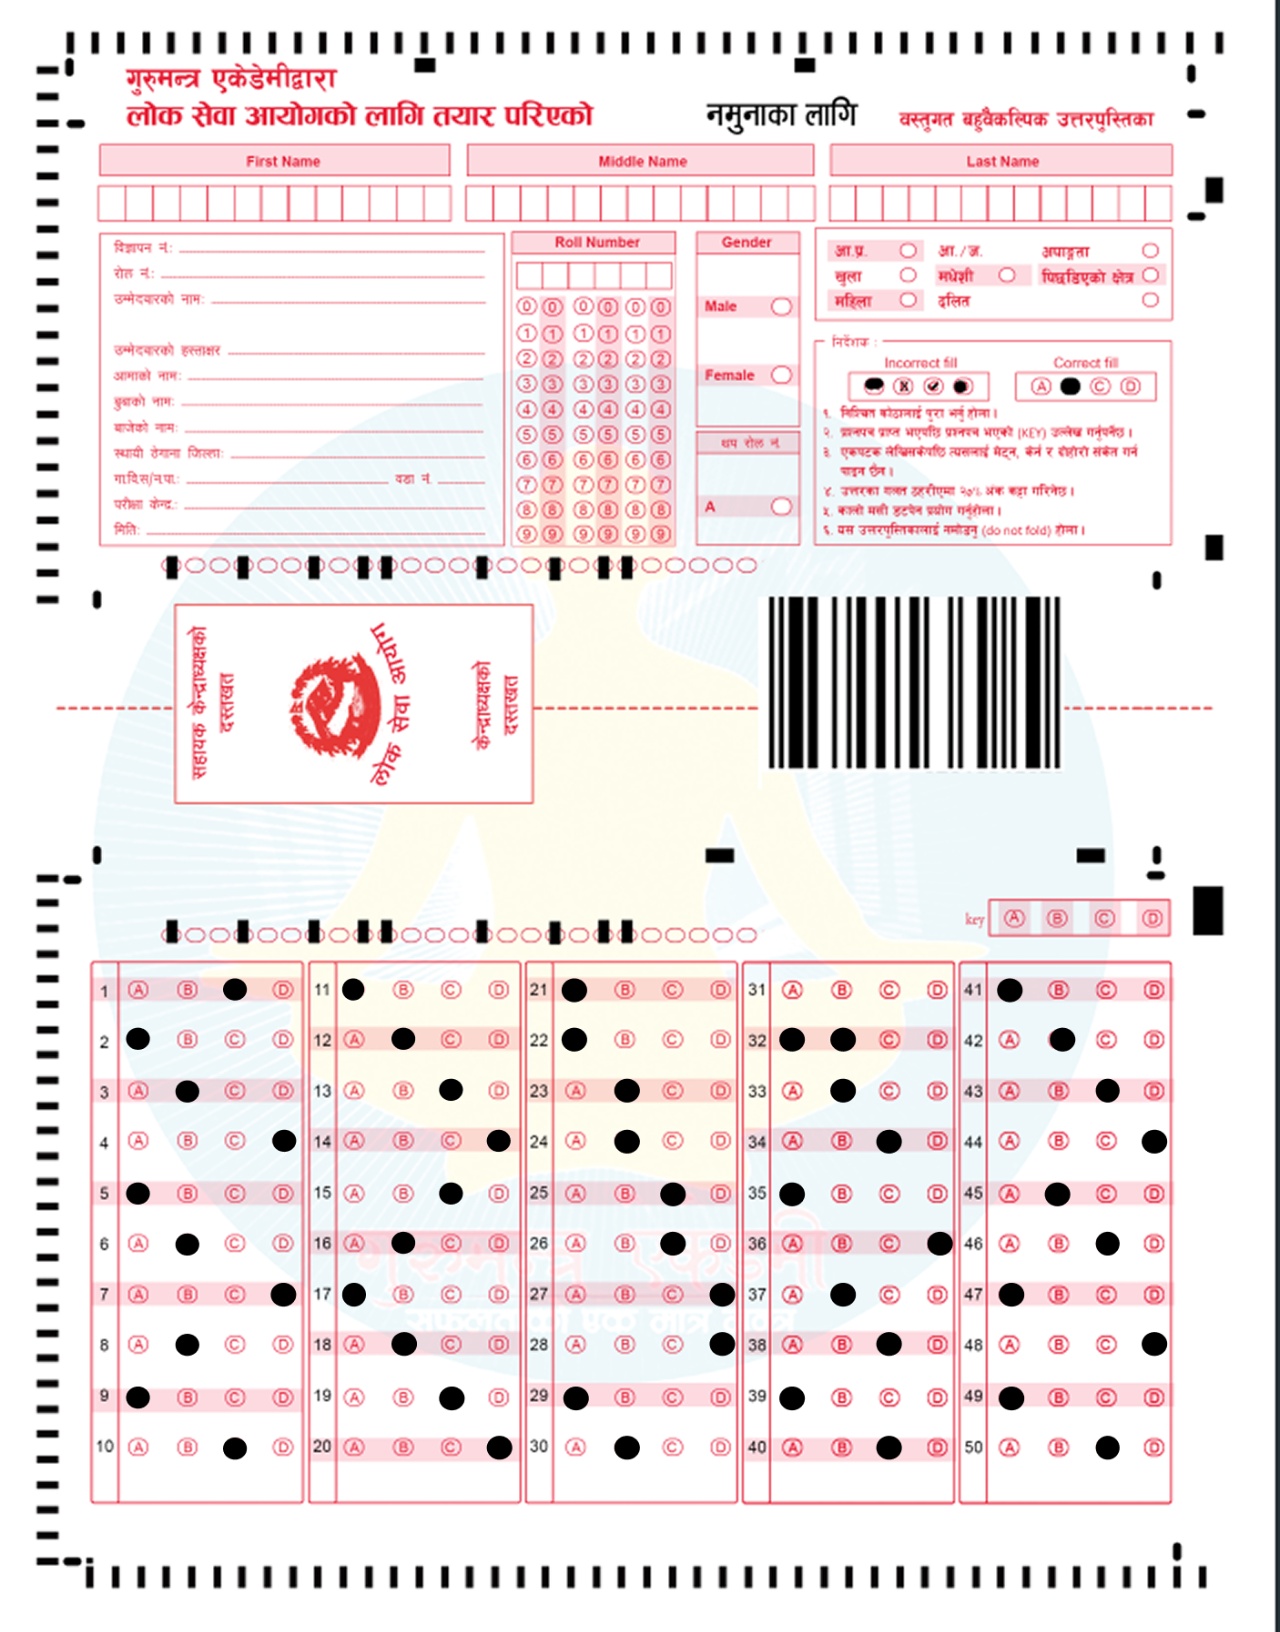 गुरुमन्त्र एकेडेमीद्वारा
लोक सेवा आयोगको लागि तयार परिएको
नमुनाका लागि
वस्तुगत बहुवैकल्पिक उत्तरपुस्तिका
First Name Middle Name Last Name
विज्ञापन नं:
रोल नं:
उम्मेदवारको नाम:
उम्मेदवारको हस्ताक्षर
आमाको नाम:
बुबाको नाम:
बाजेको नाम:
स्थायी ठेगाना जिल्ला:
गा.वि.स/न.पा.: वडा नं.
परीक्षा केन्द्र:
मिति:
Roll Number
0 0 0 0 0 0
1 1 1 1 1 1
2 2 2 2 2 2
3 3 3 3 3 3
4 4 4 4 4 4
5 5 5 5 5 5
6 6 6 6 6 6
7 7 7 7 7 7
8 8 8 8 8 8
9 9 9 9 9 9
Gender
Male
Female
थप रोल नं.
A
आ.प्र. आ./ज. अपाङ्गता
खुला मधेशी पिछडिएको क्षेत्र
महिला दलित
निर्देशक :
Incorrect fill Correct fill
A C D
१. निश्चित कोठालाई पुरा भर्नु होला।
२. प्रश्नपत्र प्राप्त भएपछि प्रश्नपत्र भएको (KEY) उल्लेख गर्नुपर्नेछ।
३. एकपटक लेखिसकेपछि त्यसलाई मेट्न, केर्न र दोहोरो संकेत गर्न
पाइन छैन।
४. उत्तरका गलत ठहरीएमा २०% अंक कट्टा गरिनेछ।
५. कालो मसी डटपेन प्रयोग गर्नुहोला।
६. यस उत्तरपुस्तिकालाई नमोड्नु (do not fold) होला।
सहायक केन्द्राध्यक्षको
दस्तखत
लोक सेवा आयोग
केन्द्राध्यक्षको
दस्तखत
key A B C D
1 A B D
2 B C D
3 A C D
4 A B C
5 B C D
6 A C D
7 A B C
8 A C D
9 B C D
10 A B D
11 B C D
12 A C D
13 A B D
14 A B C
15 A B D
16 A C D
17 B C D
18 A C D
19 A B D
20 A B C
21 B C D
22 B C D
23 A C D
24 A C D
25 A B D
26 A B D
27 A B C
28 A B C
29 B C D
30 A C D
31 A B C D
32 C D
33 A C D
34 A B D
35 B C D
36 A B C
37 A C D
38 A B D
39 B C D
40 A B D
41 B C D
42 A C D
43 A B D
44 A B C
45 A C D
46 A B D
47 B C D
48 A B C
49 B C D
50 A B D
गुरुमन्त्र एकेडेमी